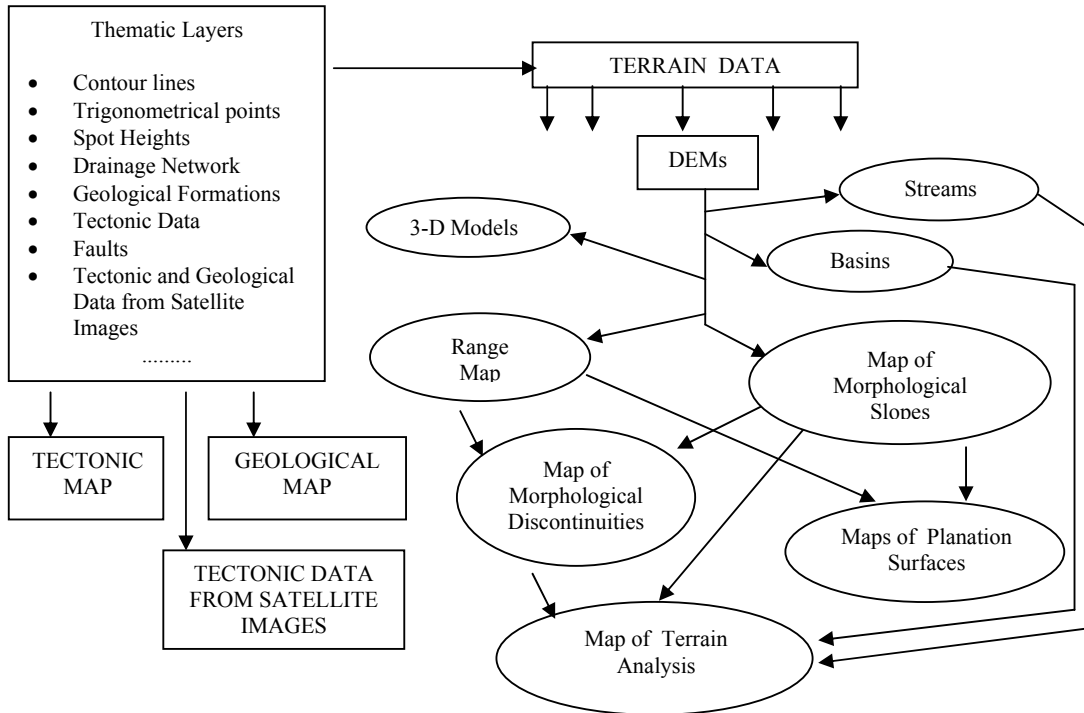 Thematic Layers
• Contour lines
• Trigonometrical points
• Spot Heights
• Drainage Network
• Geological Formations
• Tectonic Data
• Faults
• Tectonic and Geological
Data from Satellite
Images
.........
TERRAIN DATA
DEMs
Streams
3-D Models
Basins
Range
Map
Map of
Morphological
Slopes
TECTONIC
MAP
GEOLOGICAL
MAP
Map of
Morphological
Discontinuities
Maps of Planation
Surfaces
TECTONIC DATA
FROM SATELLITE
IMAGES
Map of Terrain
Analysis